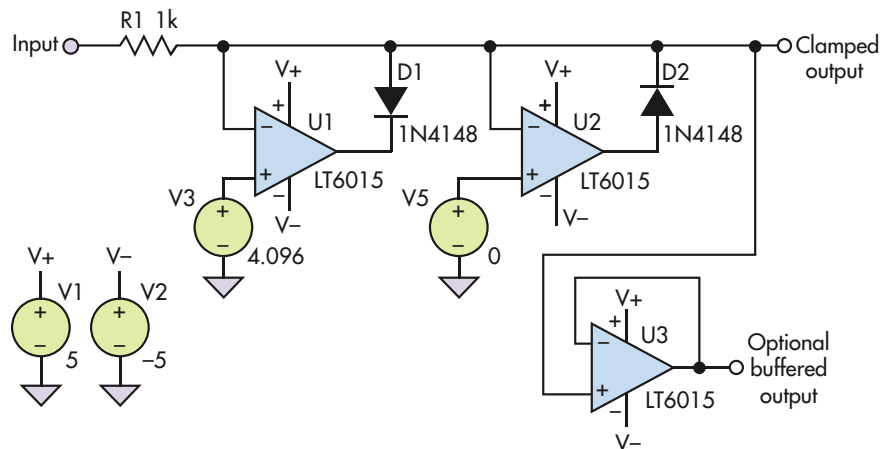 R1 1k
Input
Clamped
output
V+
D1
V+
D2
+
+
−
U1
−
U2
1N4148
1N4148
+
+
LT6015
LT6015
V3
−
V5
−
+
V−
+
V−
−
−
4.096
0
V+
V−
V1
V2
V+
+
+
+
−
U3
Optional
buffered
output
−
5
−
−5
+
LT6015
−
V−